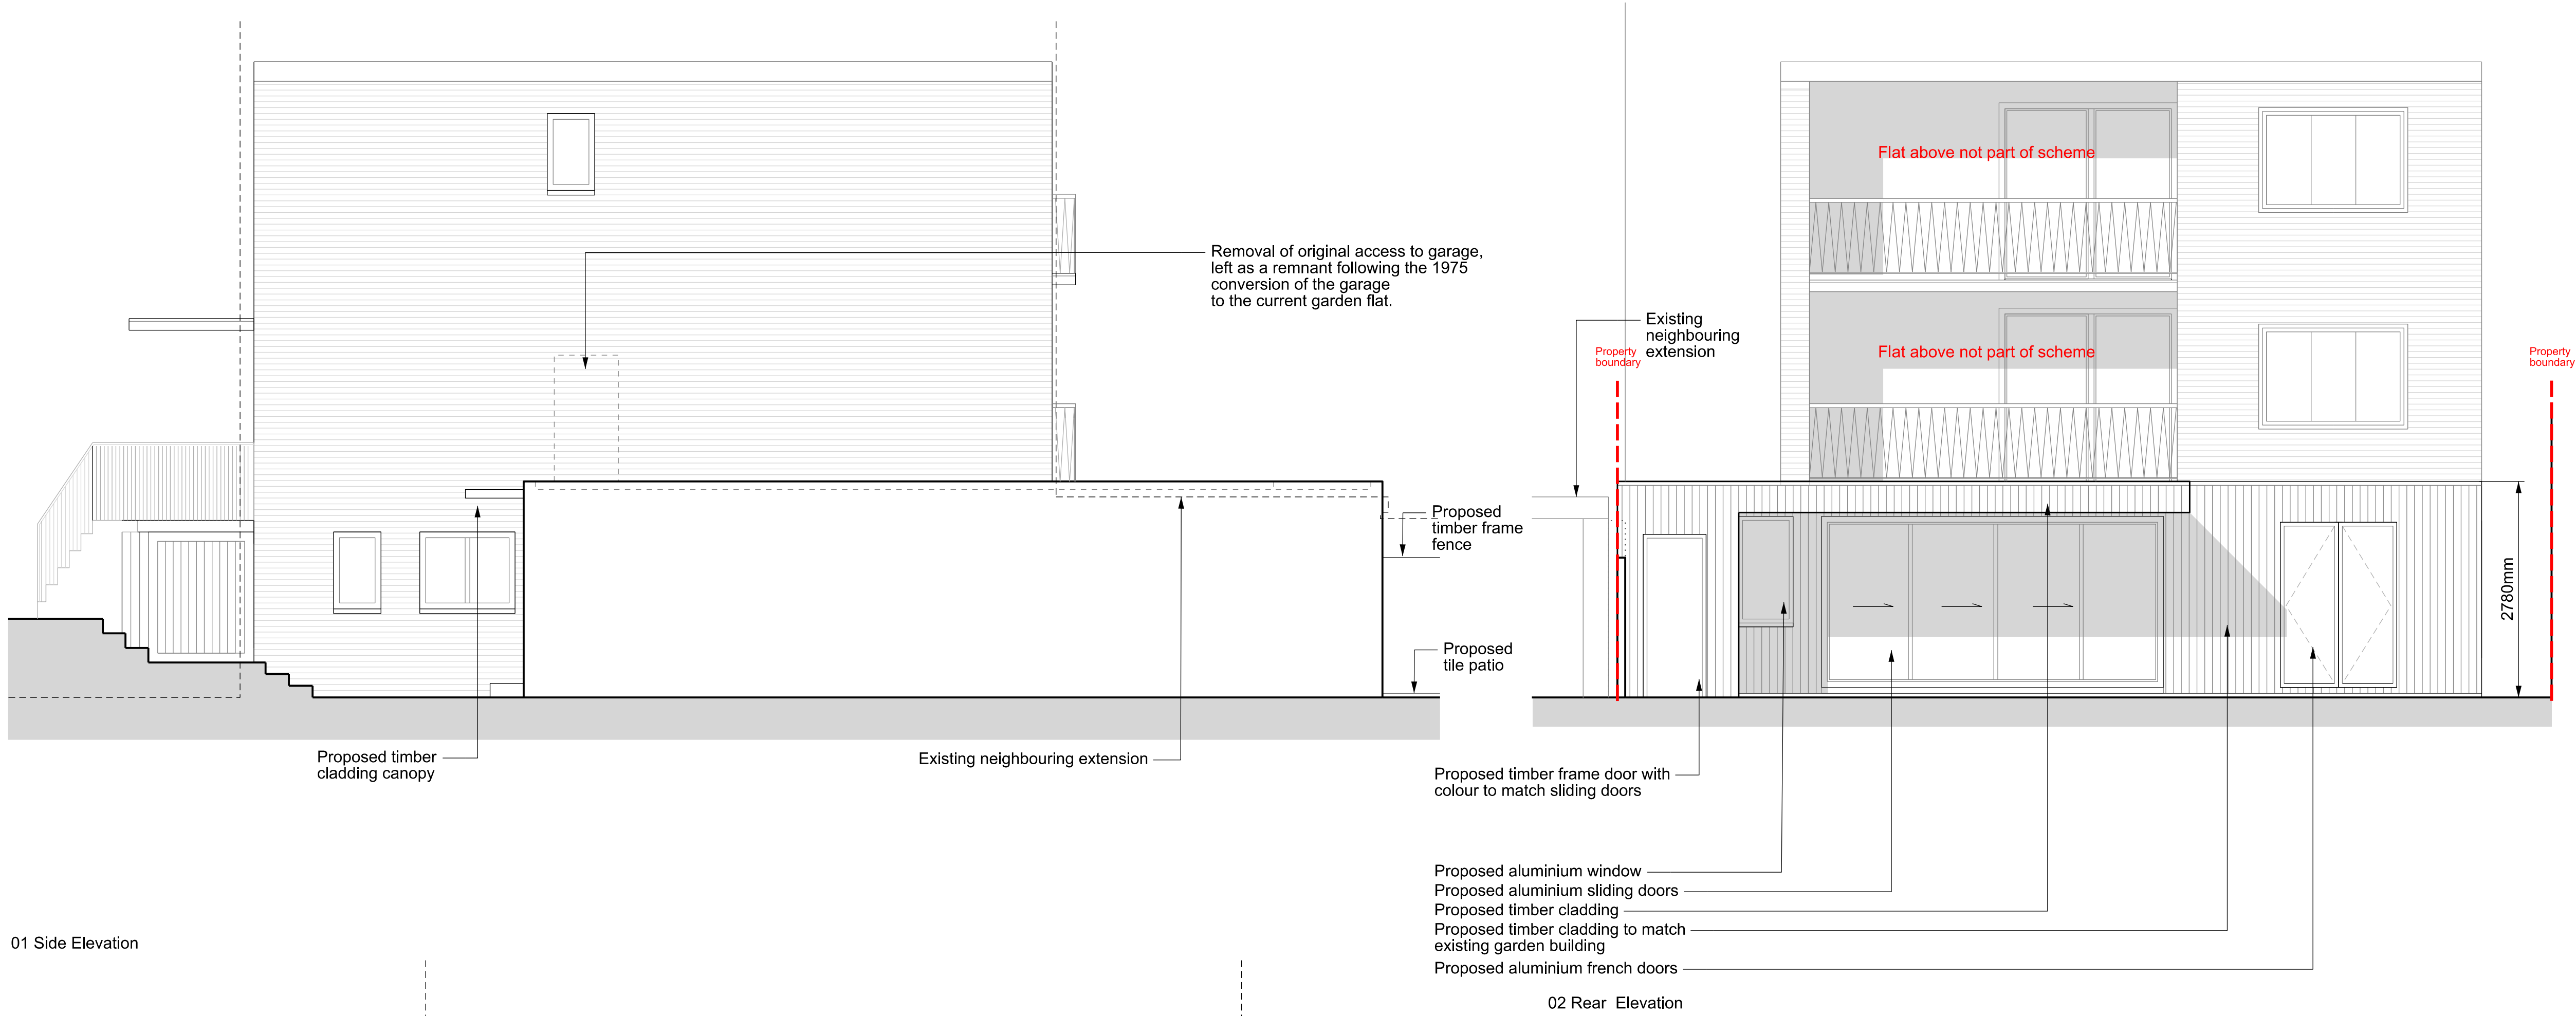 Removal of original access to garage,
left as a remnant following the 1975
conversion of the garage
to the current garden flat.
Proposed
timber frame
fence
Proposed
tile patio
Proposed timber
cladding canopy
Existing neighbouring extension
01 Side Elevation
Existing
neighbouring
extension
Property
boundary
Flat above not part of scheme
Flat above not part of scheme
Property
boundary
2780mm
Proposed timber frame door with
colour to match sliding doors
Proposed aluminium window
Proposed aluminium sliding doors
Proposed timber cladding
Proposed timber cladding to match
existing garden building
Proposed aluminium french doors
02 Rear Elevation